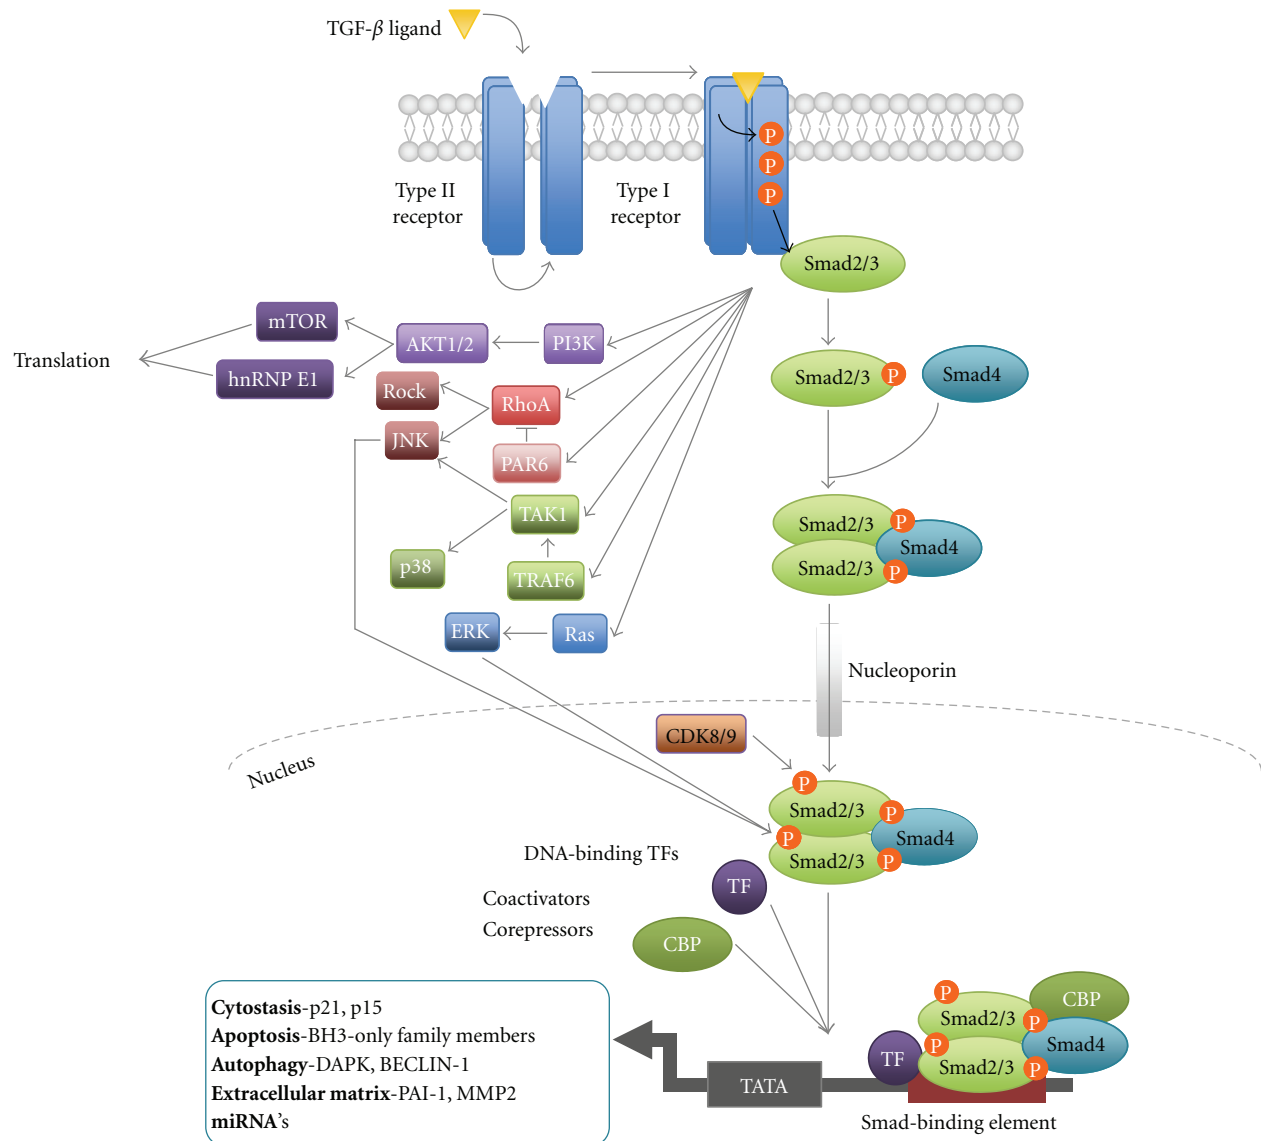 TGF-β ligand
P
P
P
Type II
receptor
Type I
receptor
Smad2/3
mTOR
AKT1/2
PI3K
Translation
hnRNP E1
Smad2/3
P
Smad4
Rock
RhoA
JNK
PAR6
TAK1
Smad2/3
P
Smad4
Smad2/3
P
p38
TRAF6
ERK
Ras
Nucleoporin
CDK8/9
Nucleus
P
Smad2/3
P
P
Smad4
Smad2/3
P
DNA-binding TFs
TF
Coactivators
Corepressors
CBP
Cytostasis-p21, p15
Apoptosis-BH3-only family members
Autophagy-DAPK, BECLIN-1
Extracellular matrix-PAI-1, MMP2
miRNA's
TATA
P
CBP
Smad2/3
P
P
Smad4
TF
Smad2/3
P
Smad-binding element